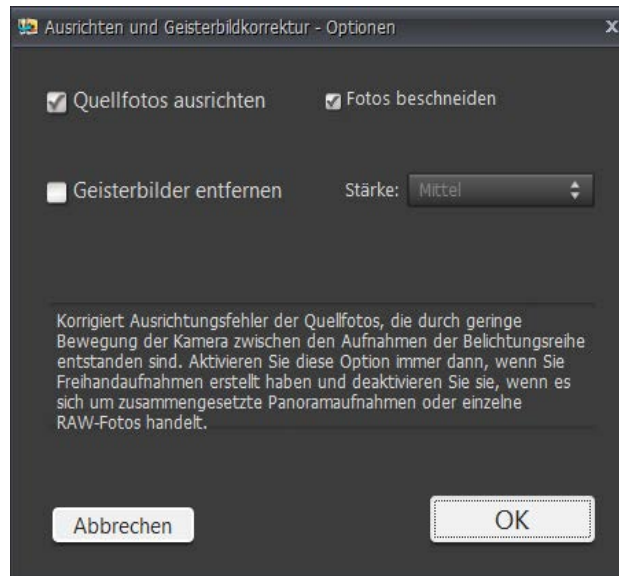 Ausrichten und Geisterbildkorrektur - Optionen x
Quellfotos ausrichten Fotos beschneiden
Geisterbilder entfernen Stärke: Mittel
Korrigiert Ausrichtungsfehler der Quellfotos, die durch geringe
Bewegung der Kamera zwischen den Aufnahmen der Belichtungsreihe
entstanden sind. Aktivieren Sie diese Option immer dann, wenn Sie
Freihandaufnahmen erstellt haben und deaktivieren Sie sie, wenn es
sich um zusammengesetzte Panoramaufnahmen oder einzelne
RAW-Fotos handelt.
Abbrechen OK